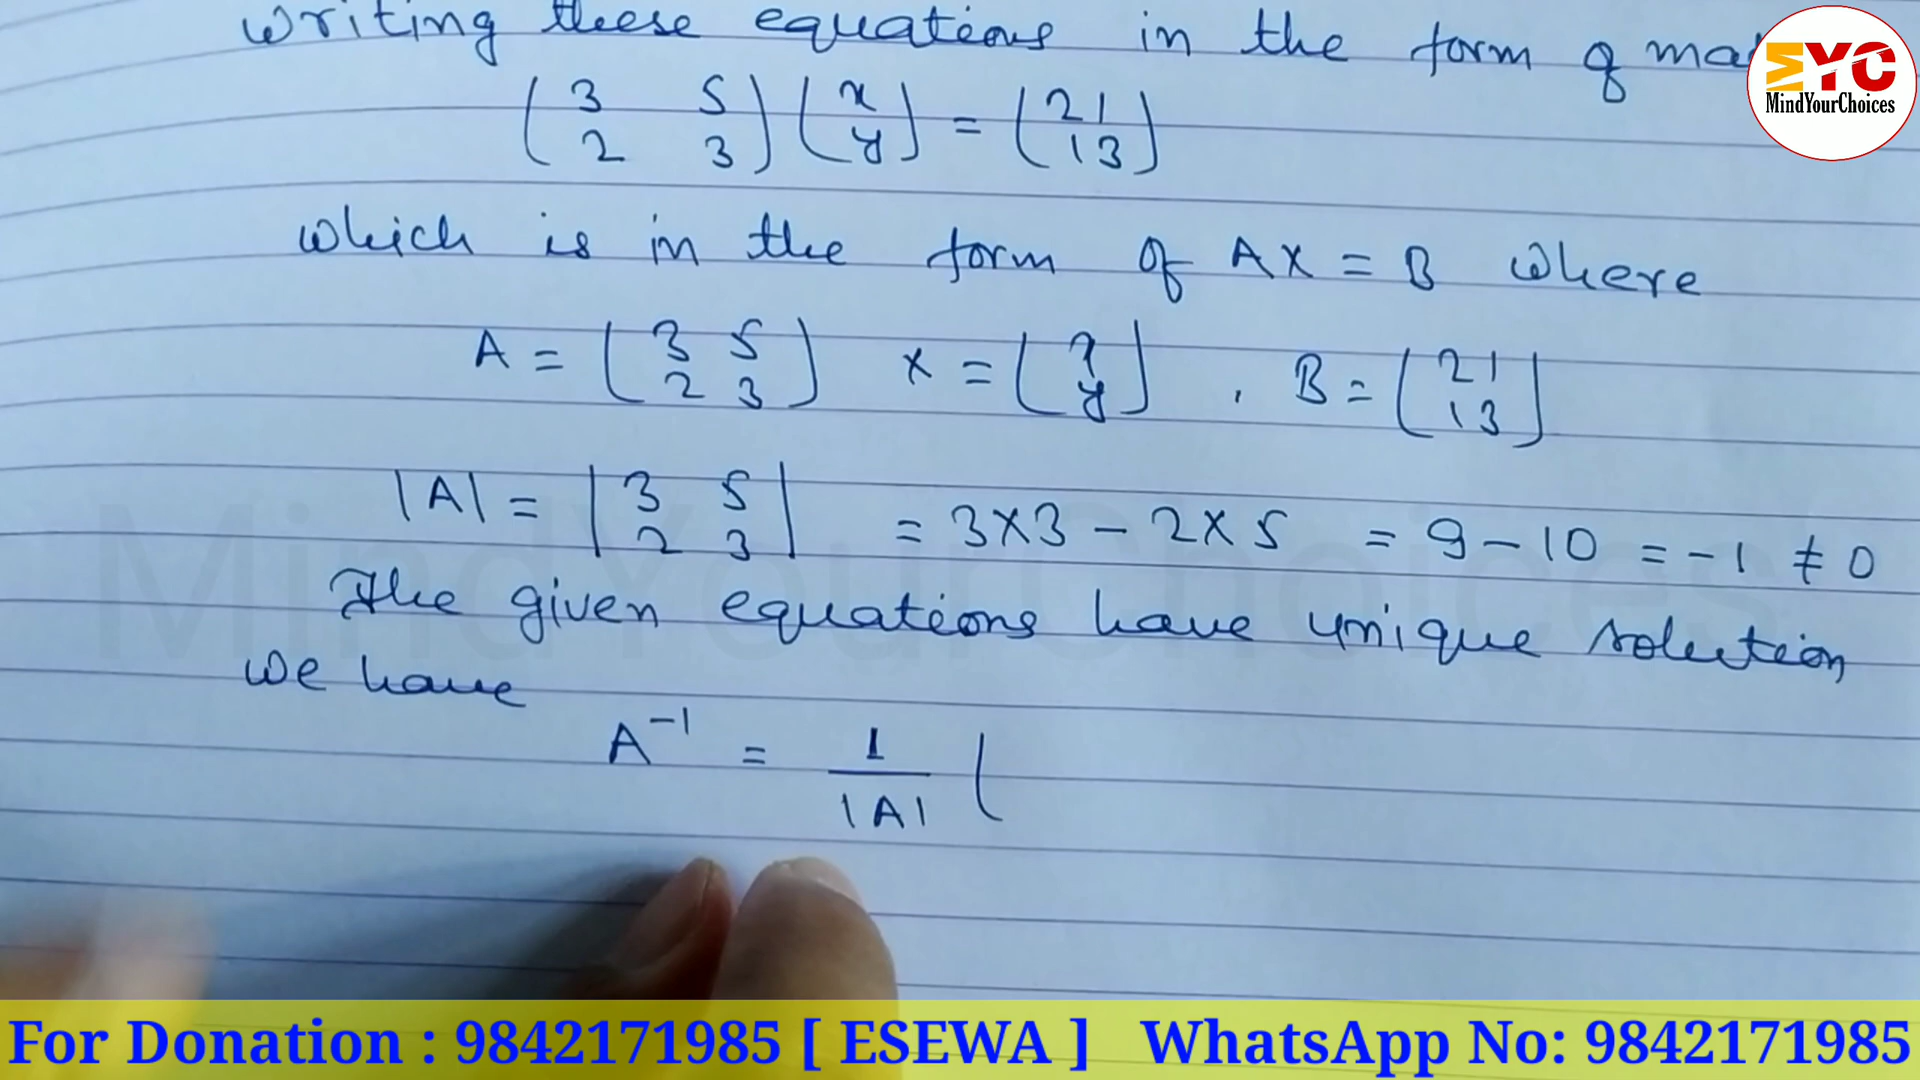 writing these equations in the form of ma
( 3 5 ) ( x ) = ( 21 )
( 2 3 ) ( y ) ( 13 )
MYC
MindYourChoices
which is in the form of AX = B where
A = ( 3 5 ) X = ( x ) , B = ( 21 )
( 2 3 ) ( y ) ( 13 )
|A| = | 3 5 | = 3×3 - 2×5 = 9-10 = -1 ≠ 0
| 2 3 |
MindYourChoices
The given equations have unique solution
we have
A⁻¹ = 1 (
|A|
For Donation : 9842171985 [ ESEWA ] WhatsApp No: 9842171985